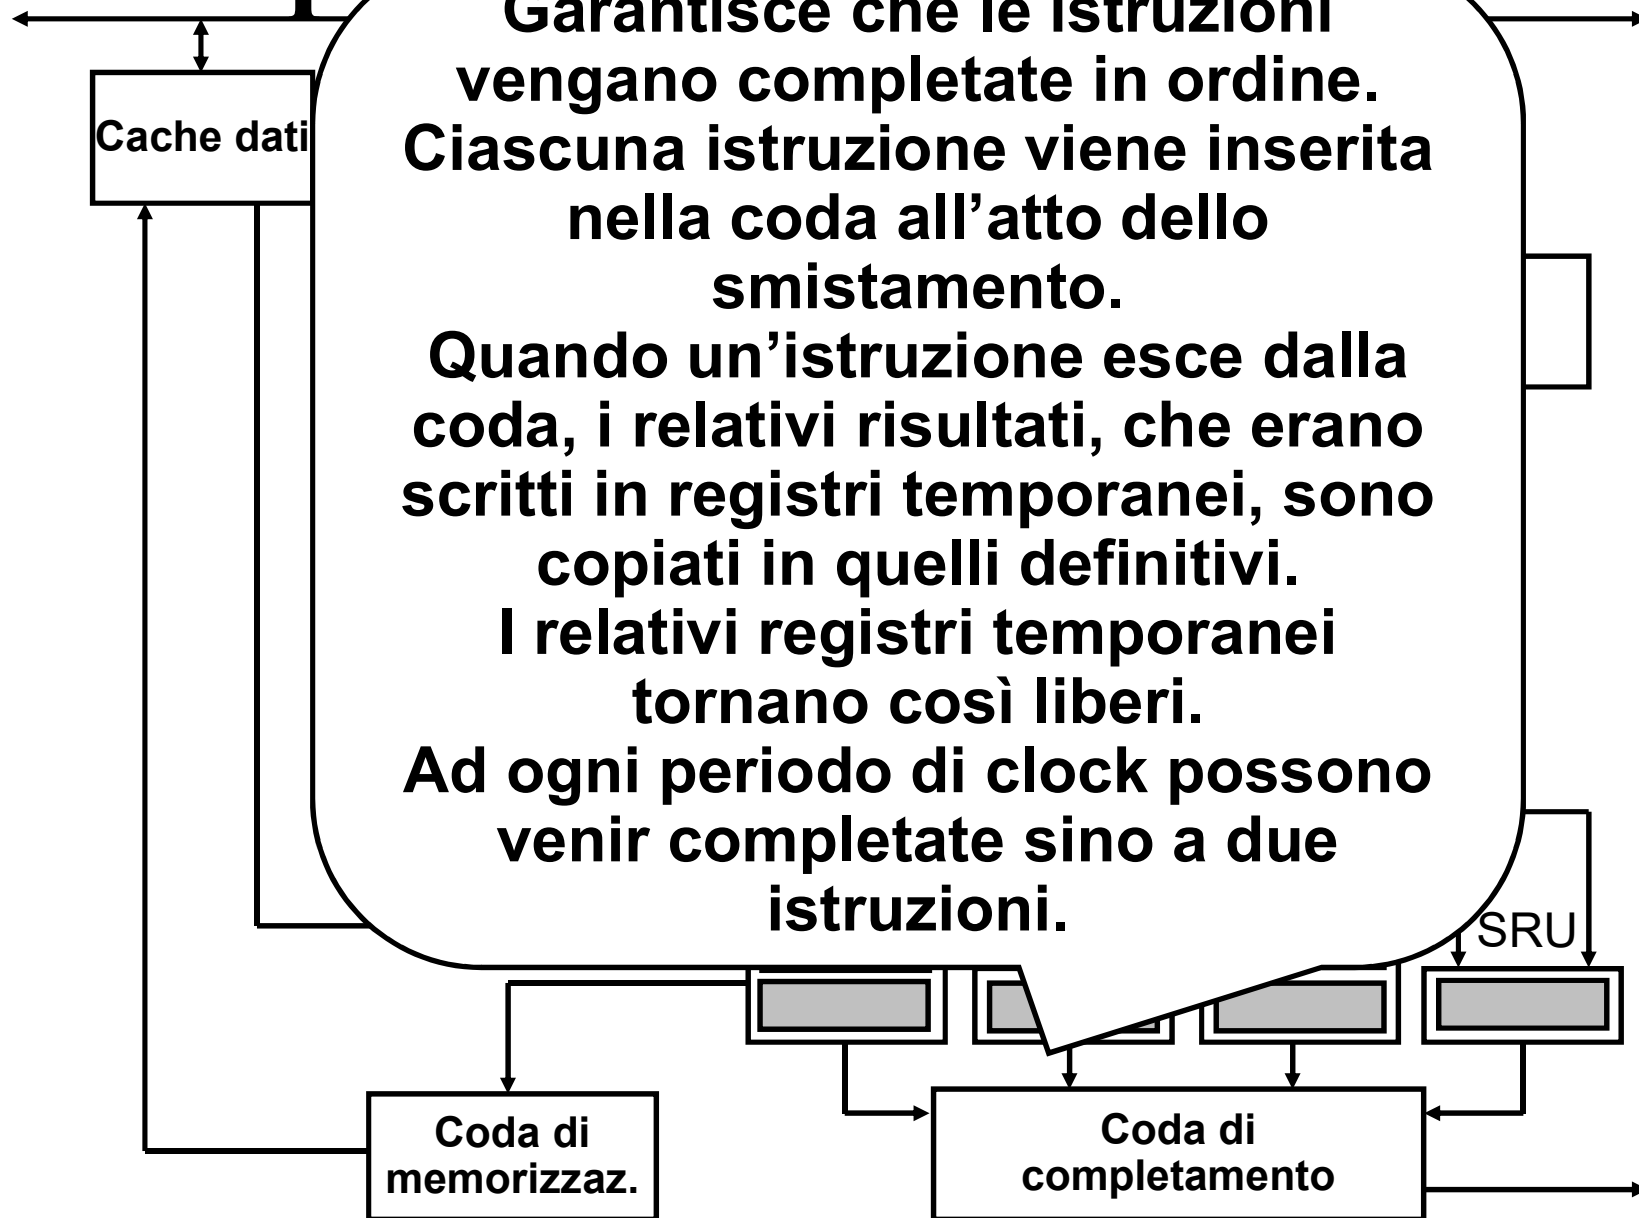 Garantisce che le istruzioni
vengano completate in ordine.
Ciascuna istruzione viene inserita
nella coda all’atto dello
smistamento.
Quando un’istruzione esce dalla
coda, i relativi risultati, che erano
scritti in registri temporanei, sono
copiati in quelli definitivi.
I relativi registri temporanei
tornano così liberi.
Ad ogni periodo di clock possono
venir completate sino a due
istruzioni.
Cache dati
SRU
Coda di
memorizzaz.
Coda di
completamento